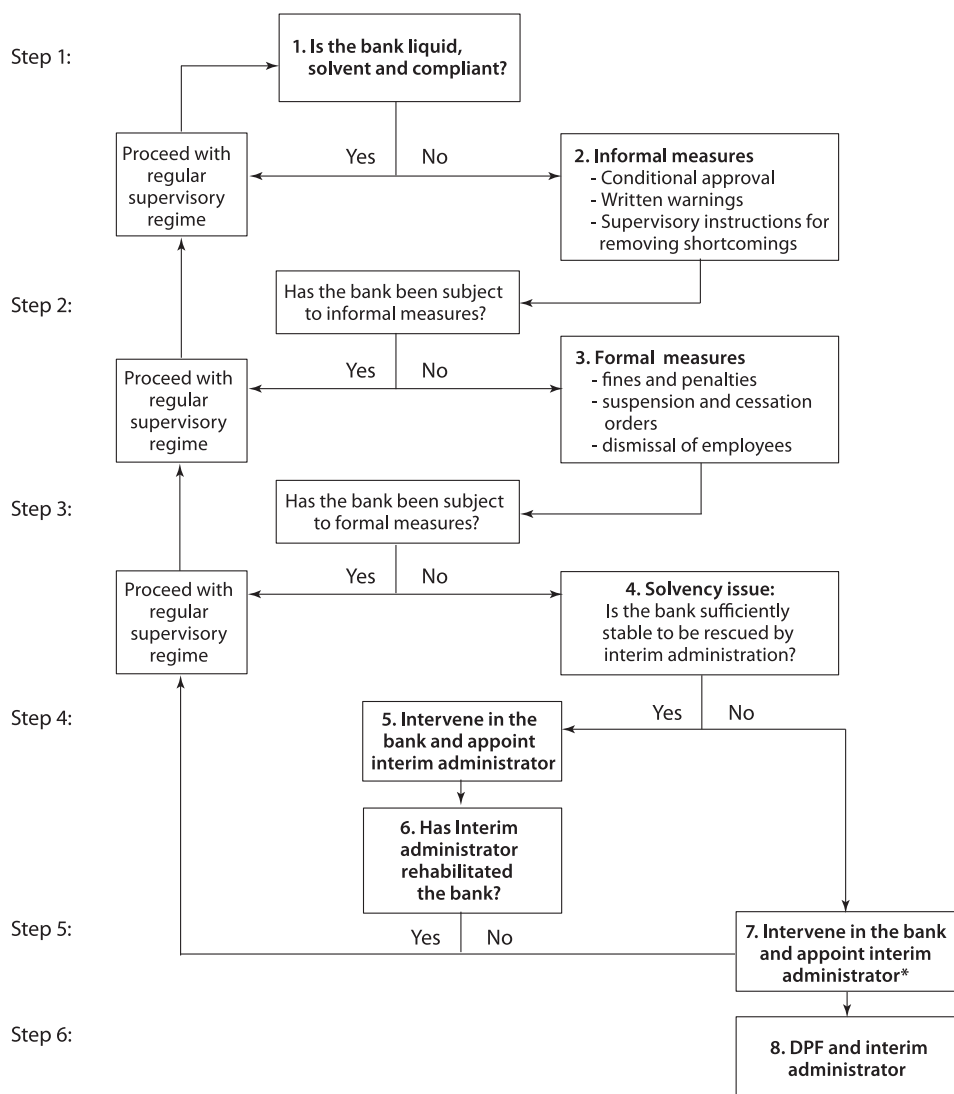 Step 1:
1. Is the bank liquid,
solvent and compliant?
Yes No
Proceed with
regular
supervisory
regime
2. Informal measures
- Conditional approval
- Written warnings
- Supervisory instructions for
removing shortcomings
Step 2:
Has the bank been subject
to informal measures?
Yes No
Proceed with
regular
supervisory
regime
3. Formal measures
- fines and penalties
- suspension and cessation
orders
- dismissal of employees
Step 3:
Has the bank been subject
to formal measures?
Yes No
Proceed with
regular
supervisory
regime
4. Solvency issue:
Is the bank sufficiently
stable to be rescued by
interim administration?
Step 4:
Yes No
5. Intervene in the
bank and appoint
interim administrator
6. Has Interim
administrator
rehabilitated
the bank?
Step 5:
Yes No
7. Intervene in the bank
and appoint interim
administrator*
Step 6:
8. DPF and interim
administrator